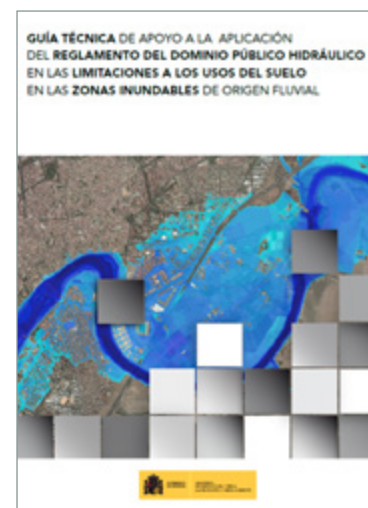 GUÍA TÉCNICA DE APOYO A LA APLICACIÓN
DEL REGLAMENTO DEL DOMINIO PÚBLICO HIDRÁULICO
EN LAS LIMITACIONES A LOS USOS DEL SUELO
EN LAS ZONAS INUNDABLES DE ORIGEN FLUVIAL